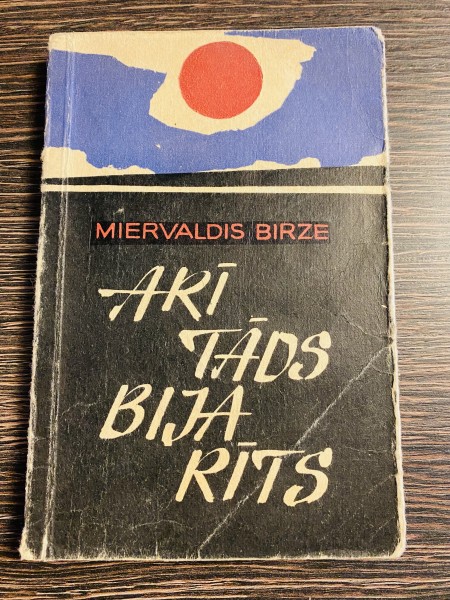 MIERVALDIS BIRZE
ARĪ
TĀDS
BIJA
RĪTS